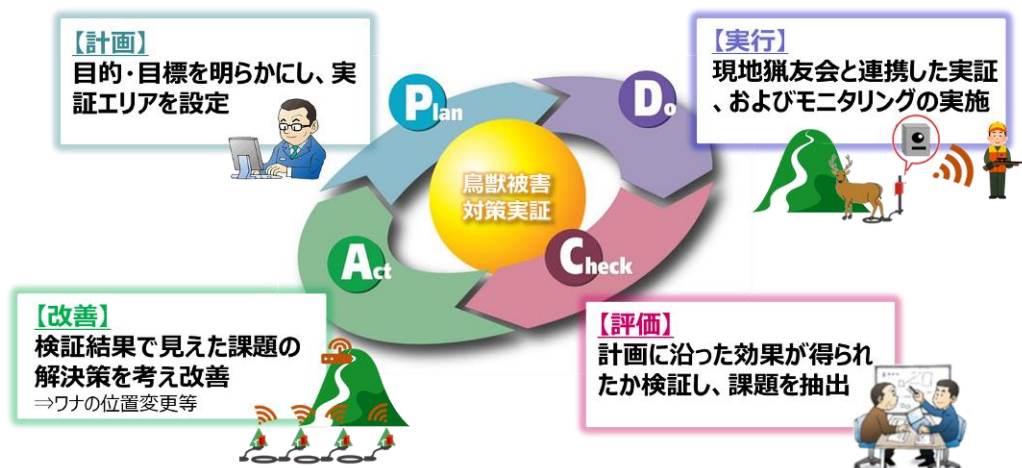 【計画】
目的・目標を明らかにし、実
証エリアを設定
【実行】
現地猟友会と連携した実証
、およびモニタリングの実施
Plan
Do
鳥獣被害
対策実証
Act
Check
【改善】
検証結果で見えた課題の
解決策を考え改善
⇒ワナの位置変更等
【評価】
計画に沿った効果が得られ
たか検証し、課題を抽出